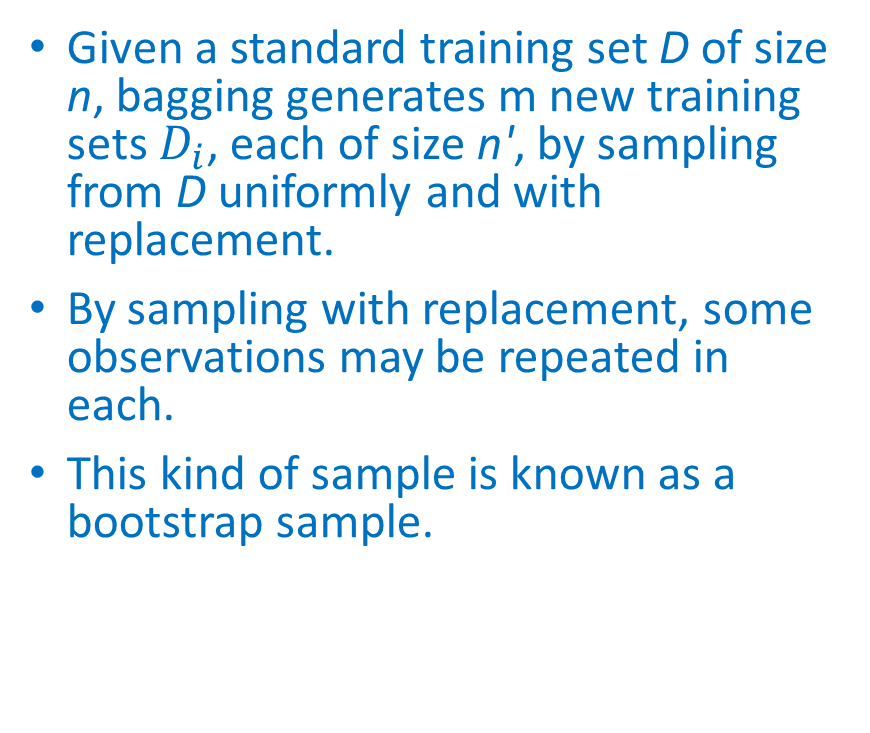 • Given a standard training set D of size
n, bagging generates m new training
sets Dᵢ, each of size n', by sampling
from D uniformly and with
replacement.
• By sampling with replacement, some
observations may be repeated in
each.
• This kind of sample is known as a
bootstrap sample.